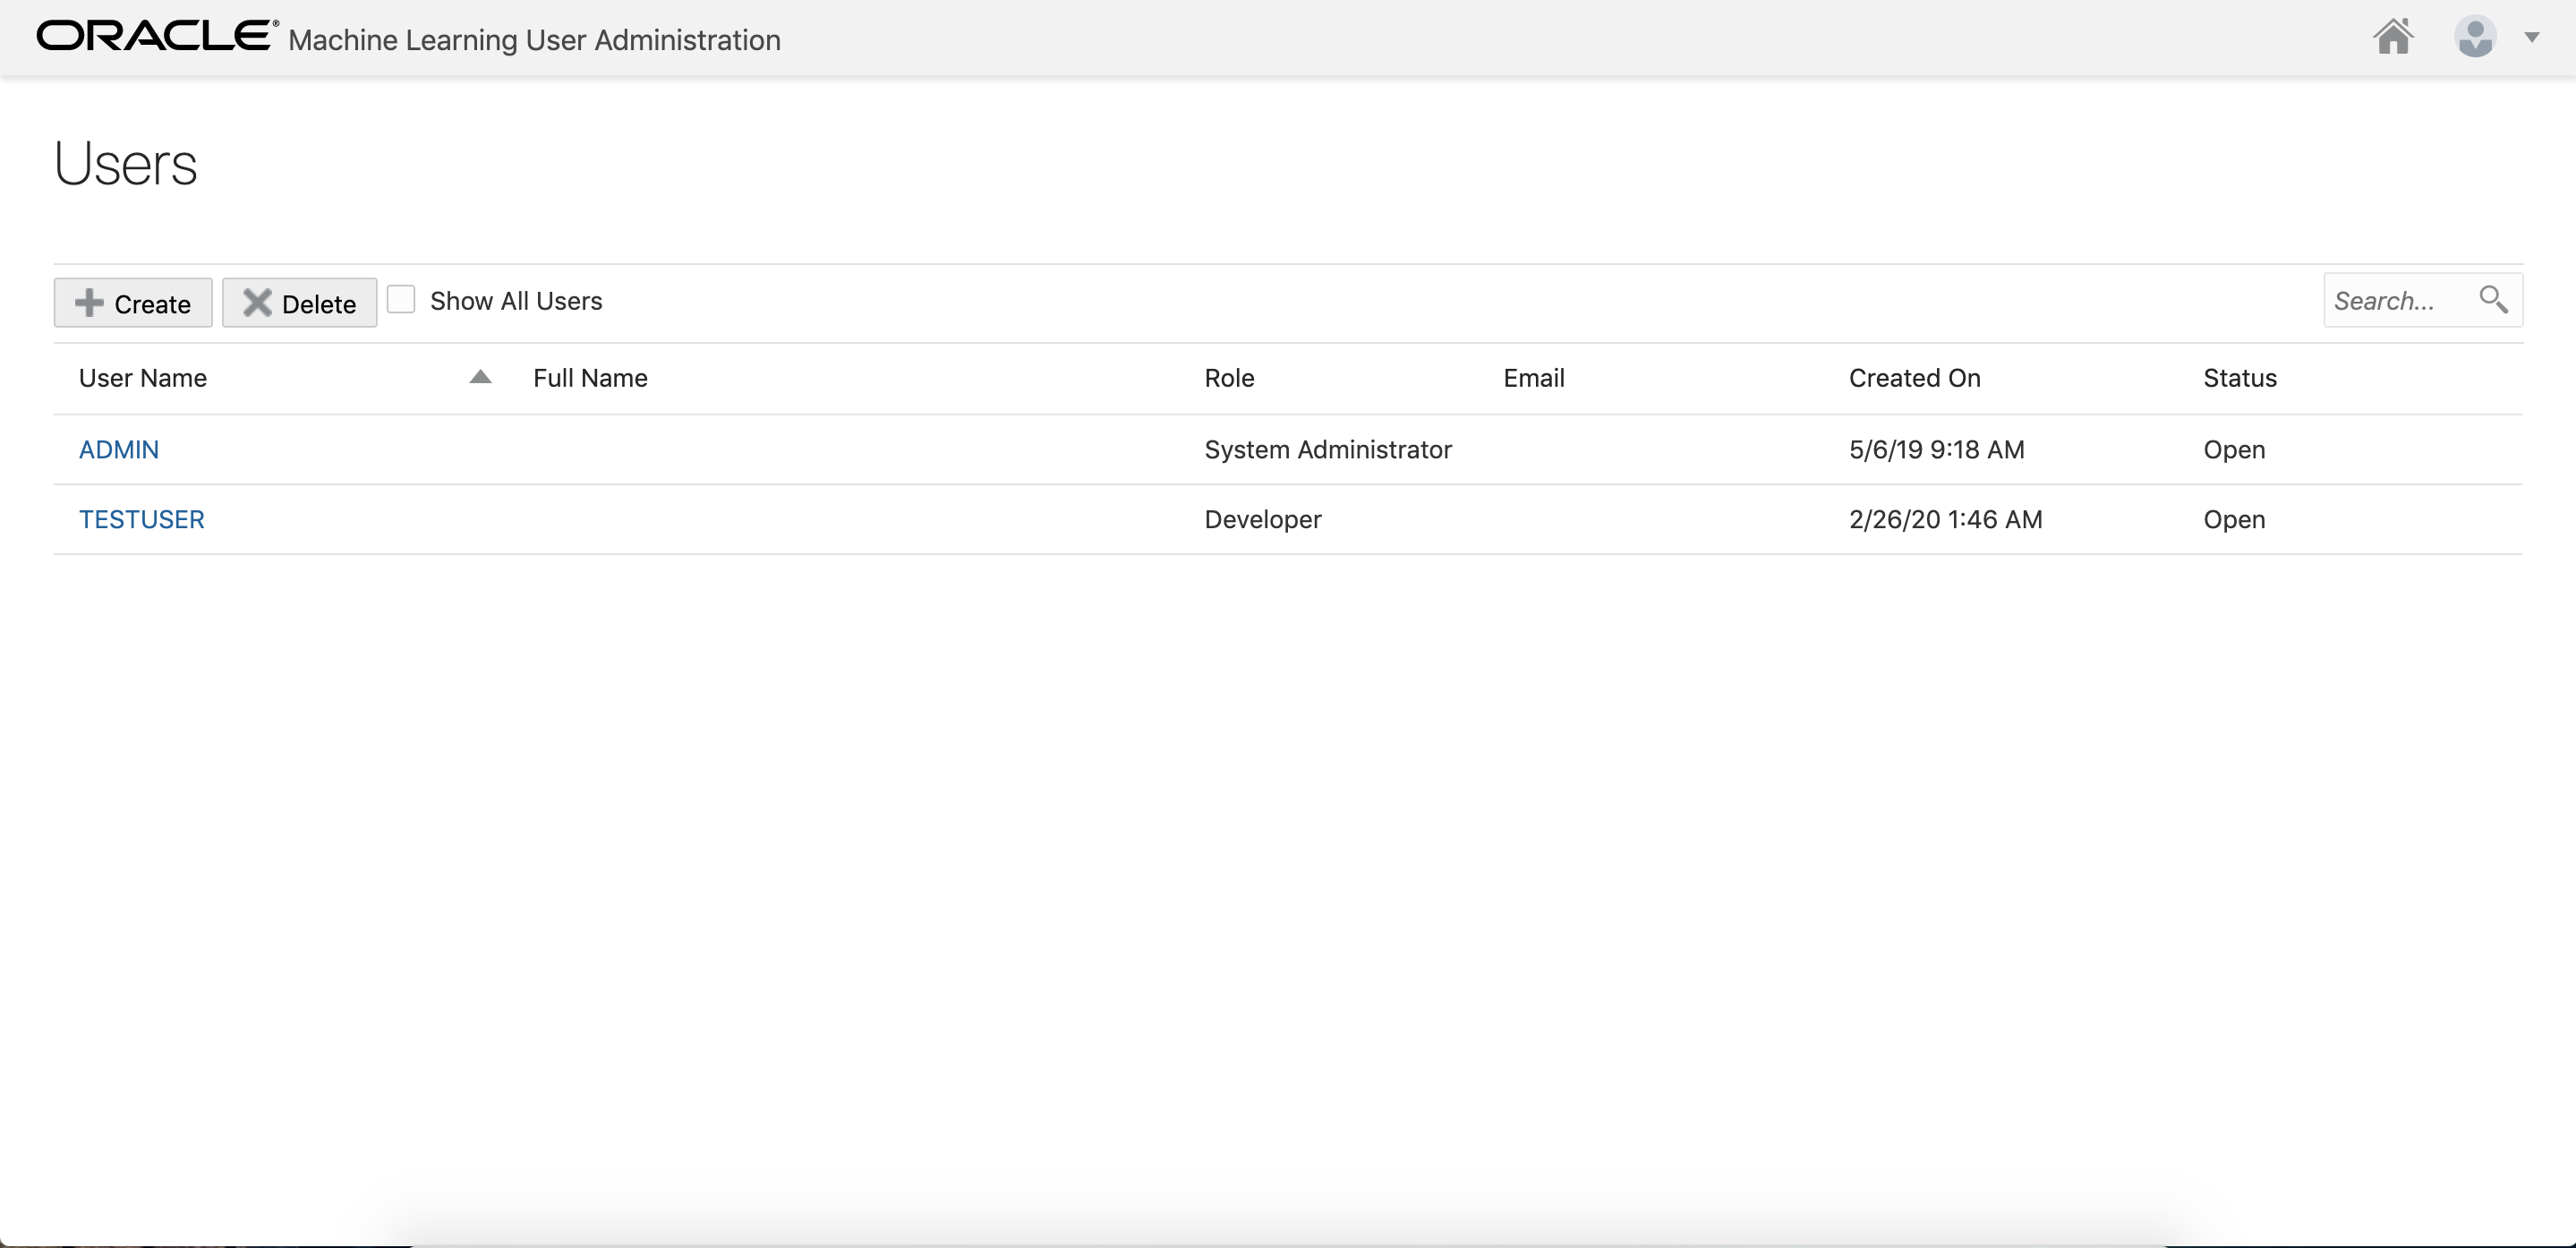 ORACLE® Machine Learning User Administration
Users
Create Delete Show All Users Search...
User Name Full Name Role Email Created On Status
ADMIN System Administrator 5/6/19 9:18 AM Open
TESTUSER Developer 2/26/20 1:46 AM Open